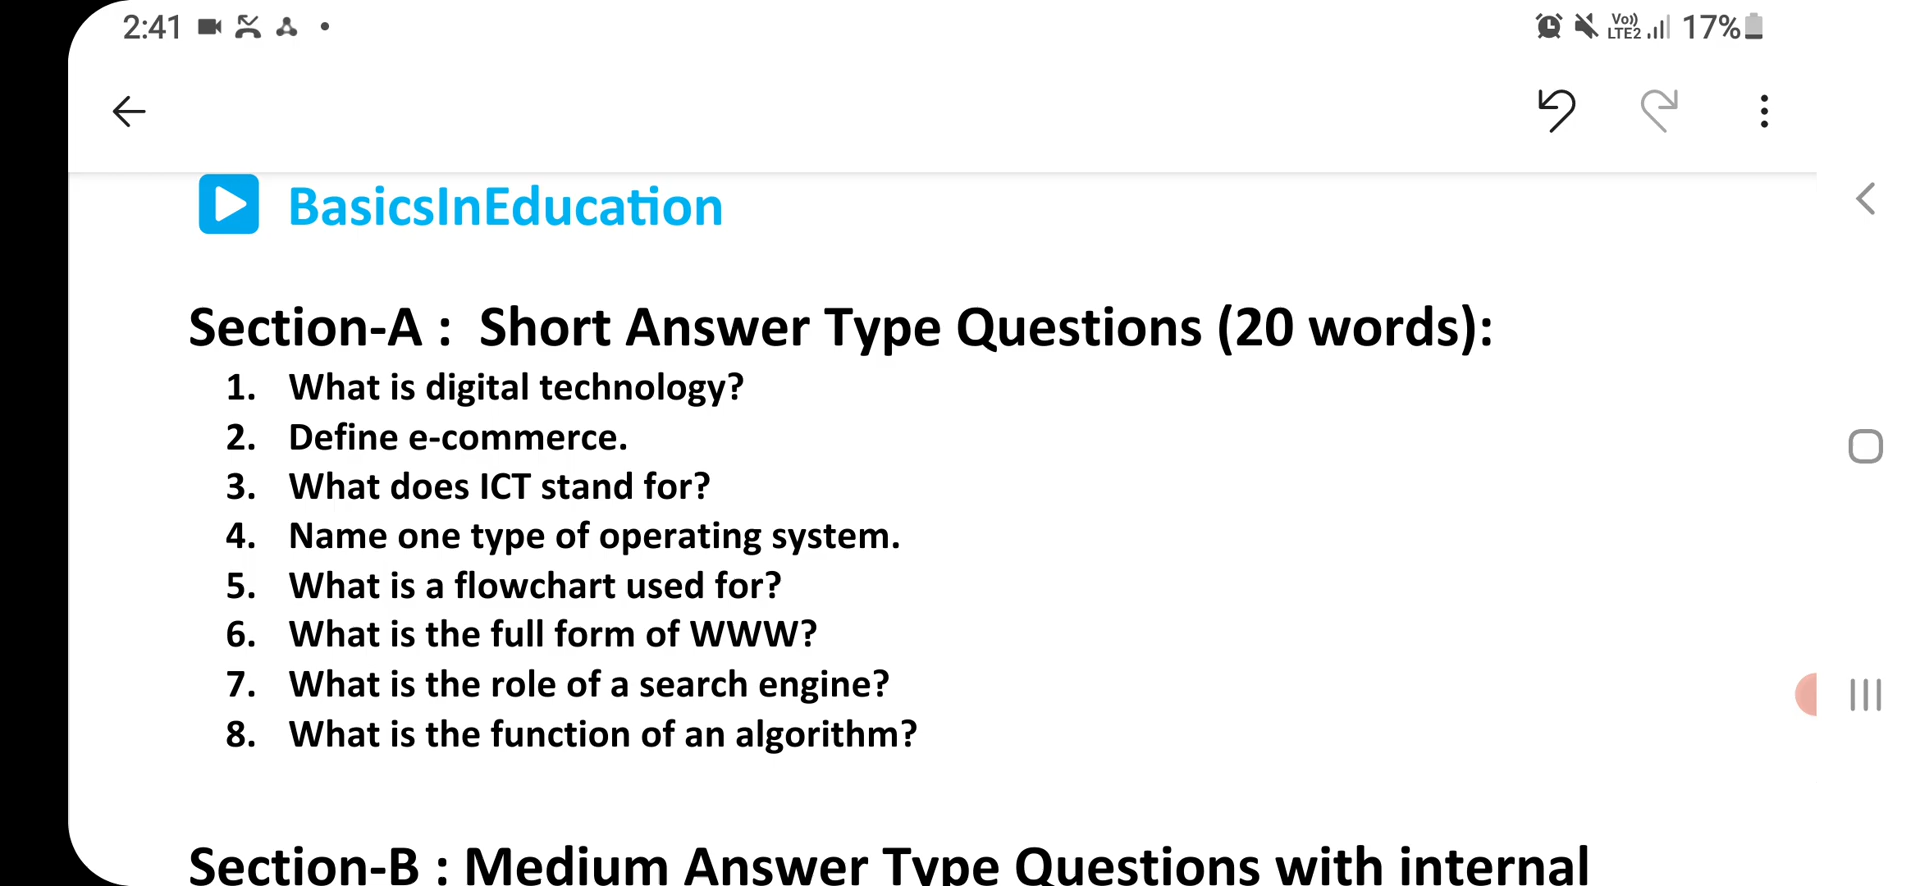 2:41
Vo)) LTE2 17%
BasicsInEducation
Section-A : Short Answer Type Questions (20 words):
1. What is digital technology?
2. Define e-commerce.
3. What does ICT stand for?
4. Name one type of operating system.
5. What is a flowchart used for?
6. What is the full form of WWW?
7. What is the role of a search engine?
8. What is the function of an algorithm?
Section-B : Medium Answer Type Questions with internal